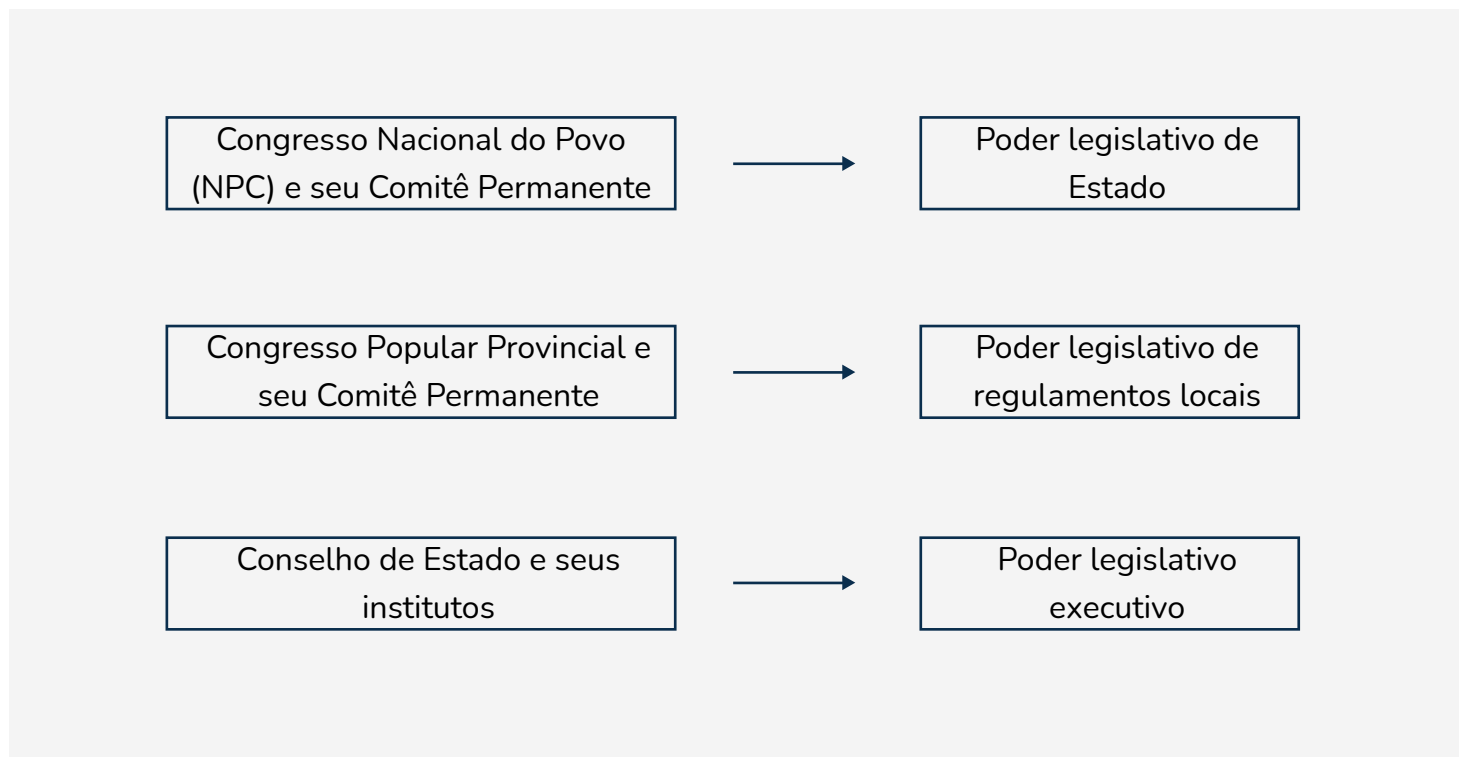 Congresso Nacional do Povo
(NPC) e seu Comitê Permanente
Poder legislativo de
Estado
Congresso Popular Provincial e
seu Comitê Permanente
Poder legislativo de
regulamentos locais
Conselho de Estado e seus
institutos
Poder legislativo
executivo